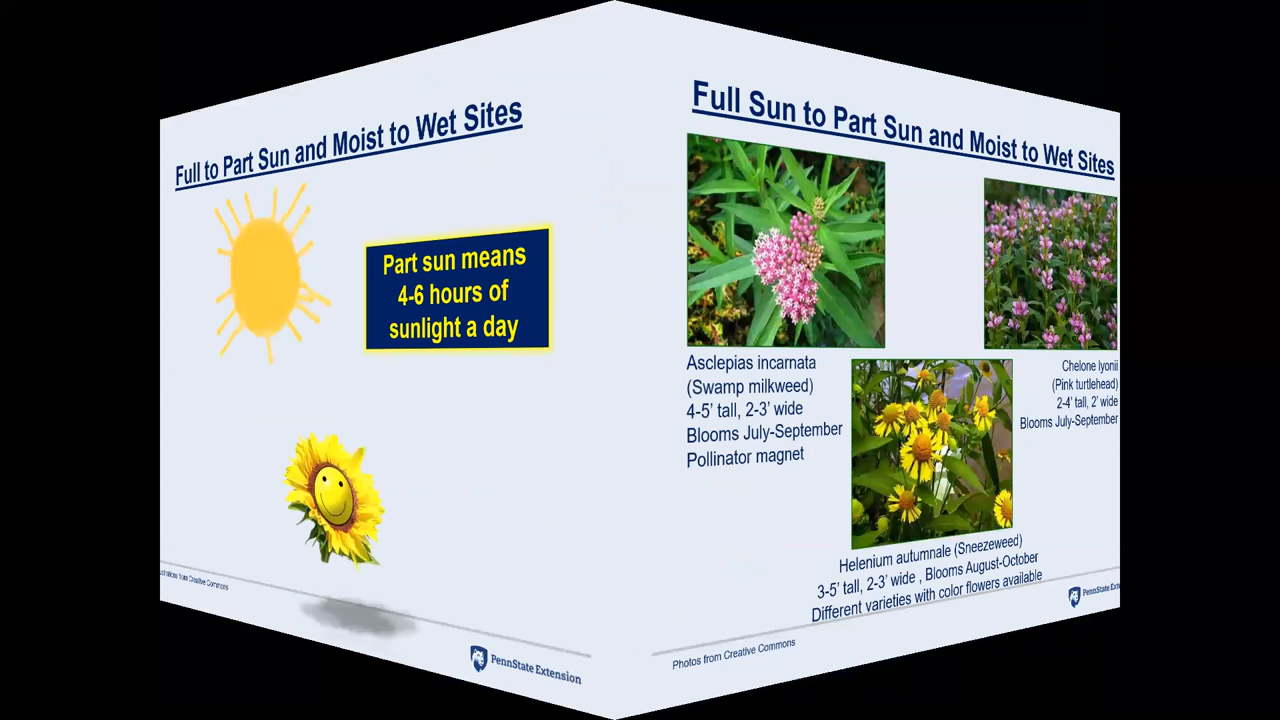 Full to Part Sun and Moist to Wet Sites
Part sun means
4-6 hours of
sunlight a day
from Creative Commons
PennState Extension
Full Sun to Part Sun and Moist to Wet Sites
Asclepias incarnata
(Swamp milkweed)
4-5’ tall, 2-3’ wide
Blooms July-September
Pollinator magnet
Chelone lyonii
(Pink turtlehead)
2-4’ tall, 2’ wide
Blooms July-September
Helenium autumnale (Sneezeweed)
3-5’ tall, 2-3’ wide , Blooms August-October
Different varieties with color flowers available
Photos from Creative Commons
PennState